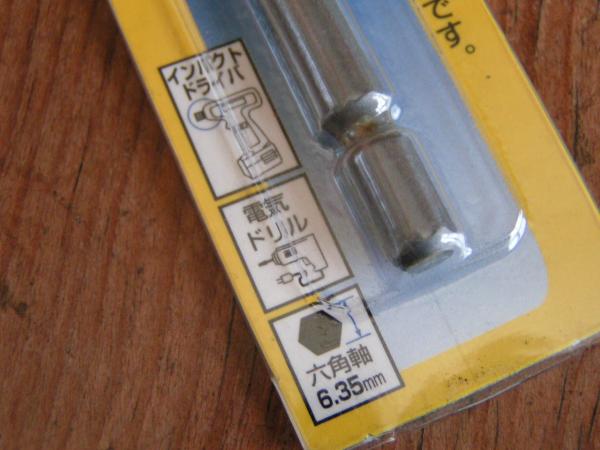 です。
インパクト
ドライバ
電気
ドリル
六角軸
6.35mm